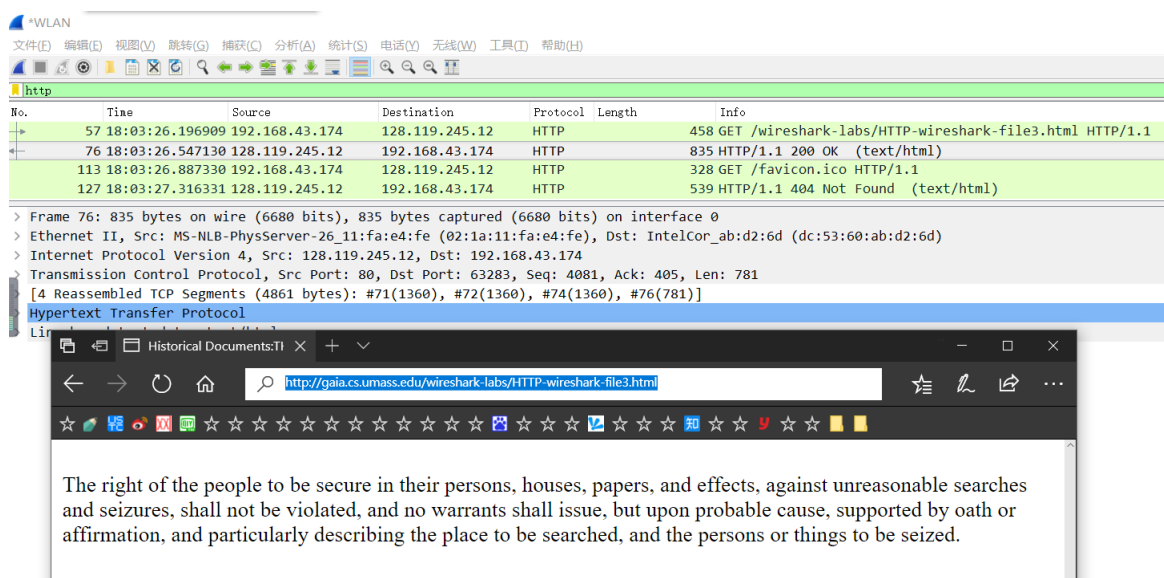 *WLAN
文件(F) 编辑(E) 视图(V) 跳转(G) 捕获(C) 分析(A) 统计(S) 电话(Y) 无线(W) 工具(T) 帮助(H)
http
No. Time Source Destination Protocol Length Info
57 18:03:26.196909 192.168.43.174 128.119.245.12 HTTP 458 GET /wireshark-labs/HTTP-wireshark-file3.html HTTP/1.1
76 18:03:26.547130 128.119.245.12 192.168.43.174 HTTP 835 HTTP/1.1 200 OK (text/html)
113 18:03:26.887330 192.168.43.174 128.119.245.12 HTTP 328 GET /favicon.ico HTTP/1.1
127 18:03:27.316331 128.119.245.12 192.168.43.174 HTTP 539 HTTP/1.1 404 Not Found (text/html)
> Frame 76: 835 bytes on wire (6680 bits), 835 bytes captured (6680 bits) on interface 0
> Ethernet II, Src: MS-NLB-PhysServer-26_11:fa:e4:fe (02:1a:11:fa:e4:fe), Dst: IntelCor_ab:d2:6d (dc:53:60:ab:d2:6d)
> Internet Protocol Version 4, Src: 128.119.245.12, Dst: 192.168.43.174
> Transmission Control Protocol, Src Port: 80, Dst Port: 63283, Seq: 4081, Ack: 405, Len: 781
> [4 Reassembled TCP Segments (4861 bytes): #71(1360), #72(1360), #74(1360), #76(781)]
> Hypertext Transfer Protocol
Historical Documents:TH
http://gaia.cs.umass.edu/wireshark-labs/HTTP-wireshark-file3.html
知
The right of the people to be secure in their persons, houses, papers, and effects, against unreasonable searches
and seizures, shall not be violated, and no warrants shall issue, but upon probable cause, supported by oath or
affirmation, and particularly describing the place to be searched, and the persons or things to be seized.